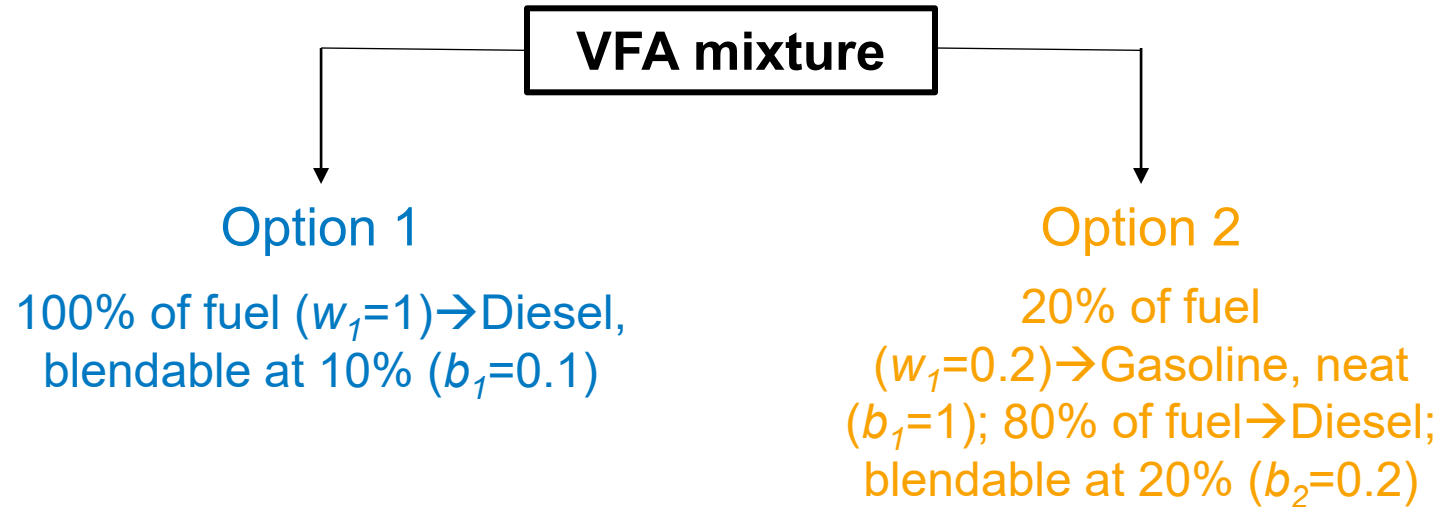 VFA mixture
Option 1
100% of fuel (w₁=1)→Diesel,
blendable at 10% (b₁=0.1)
Option 2
20% of fuel
(w₁=0.2)→Gasoline, neat
(b₁=1); 80% of fuel→Diesel;
blendable at 20% (b₂=0.2)